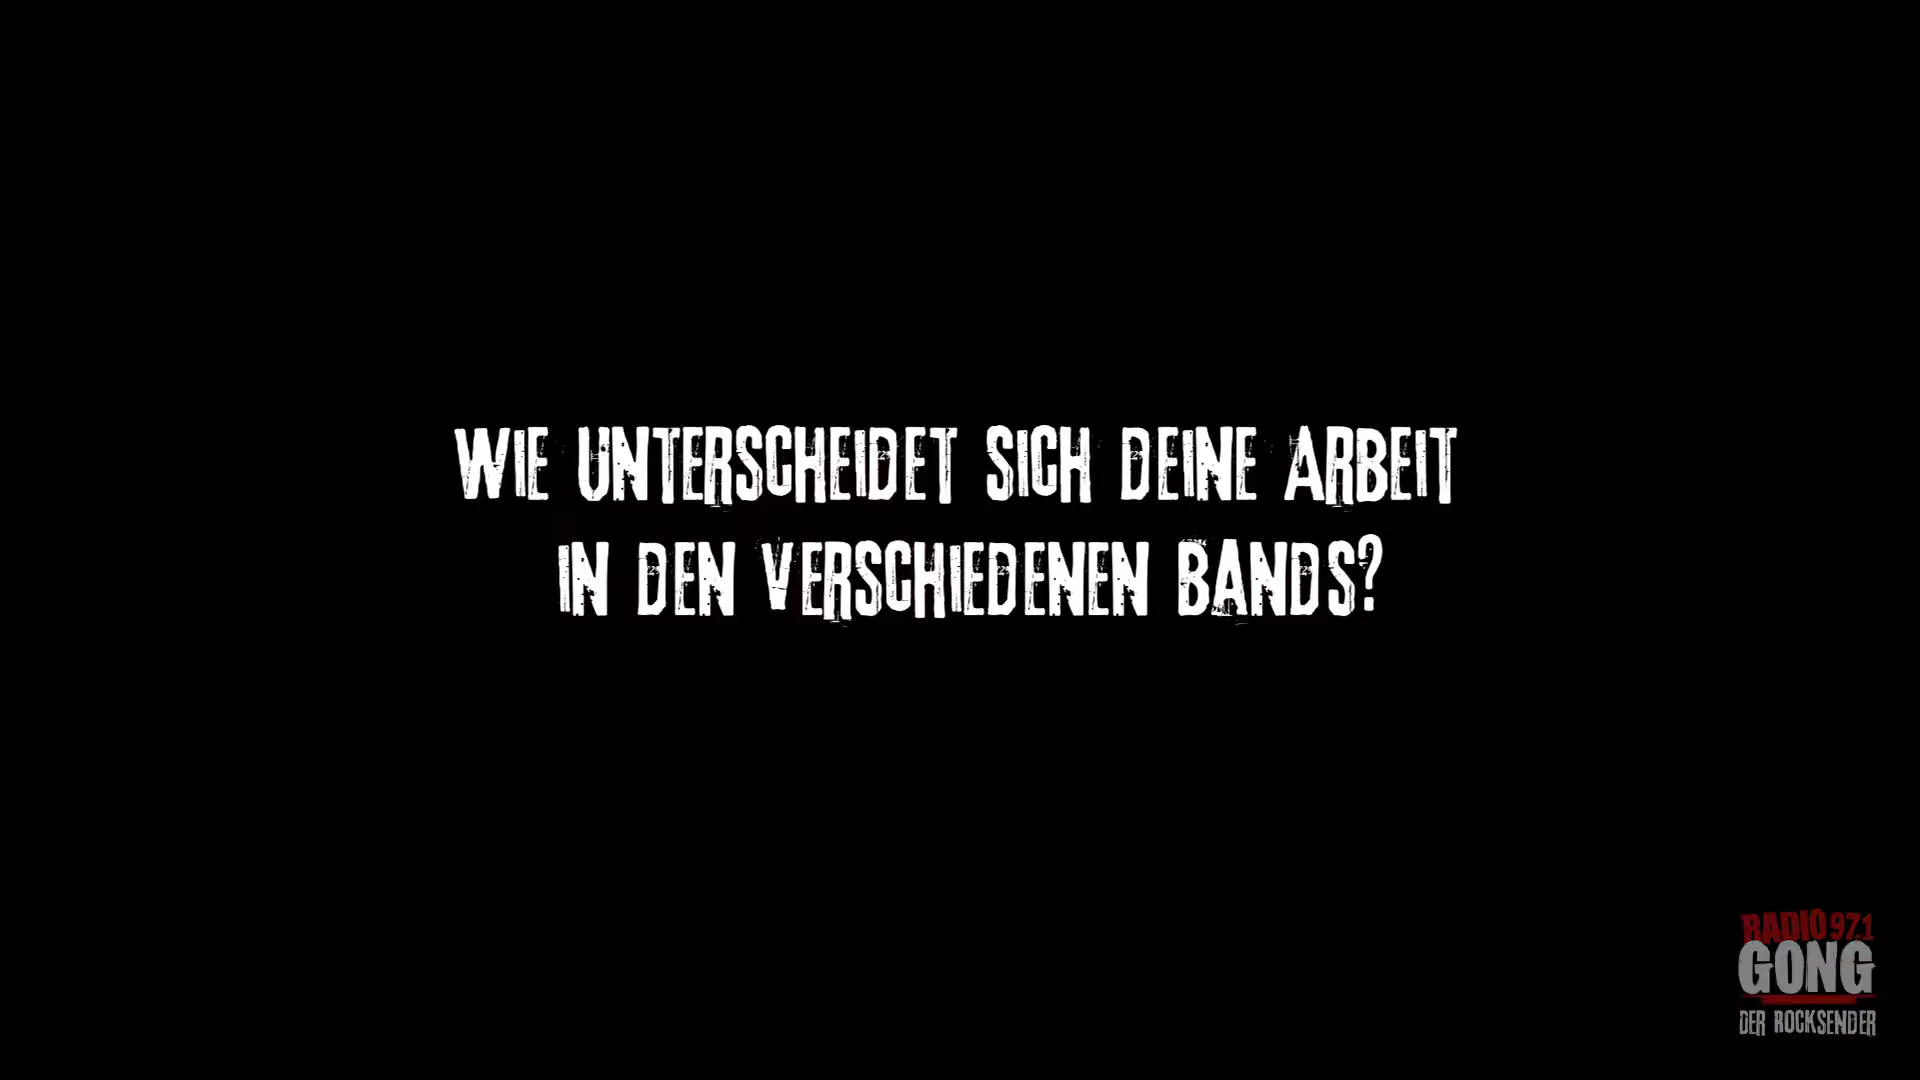 WIE UNTERSCHEIDET SICH DEINE ARBEIT
IN DEN VERSCHIEDENEN BANDS?
RADIO 97.1
GONG
DER ROCKSENDER